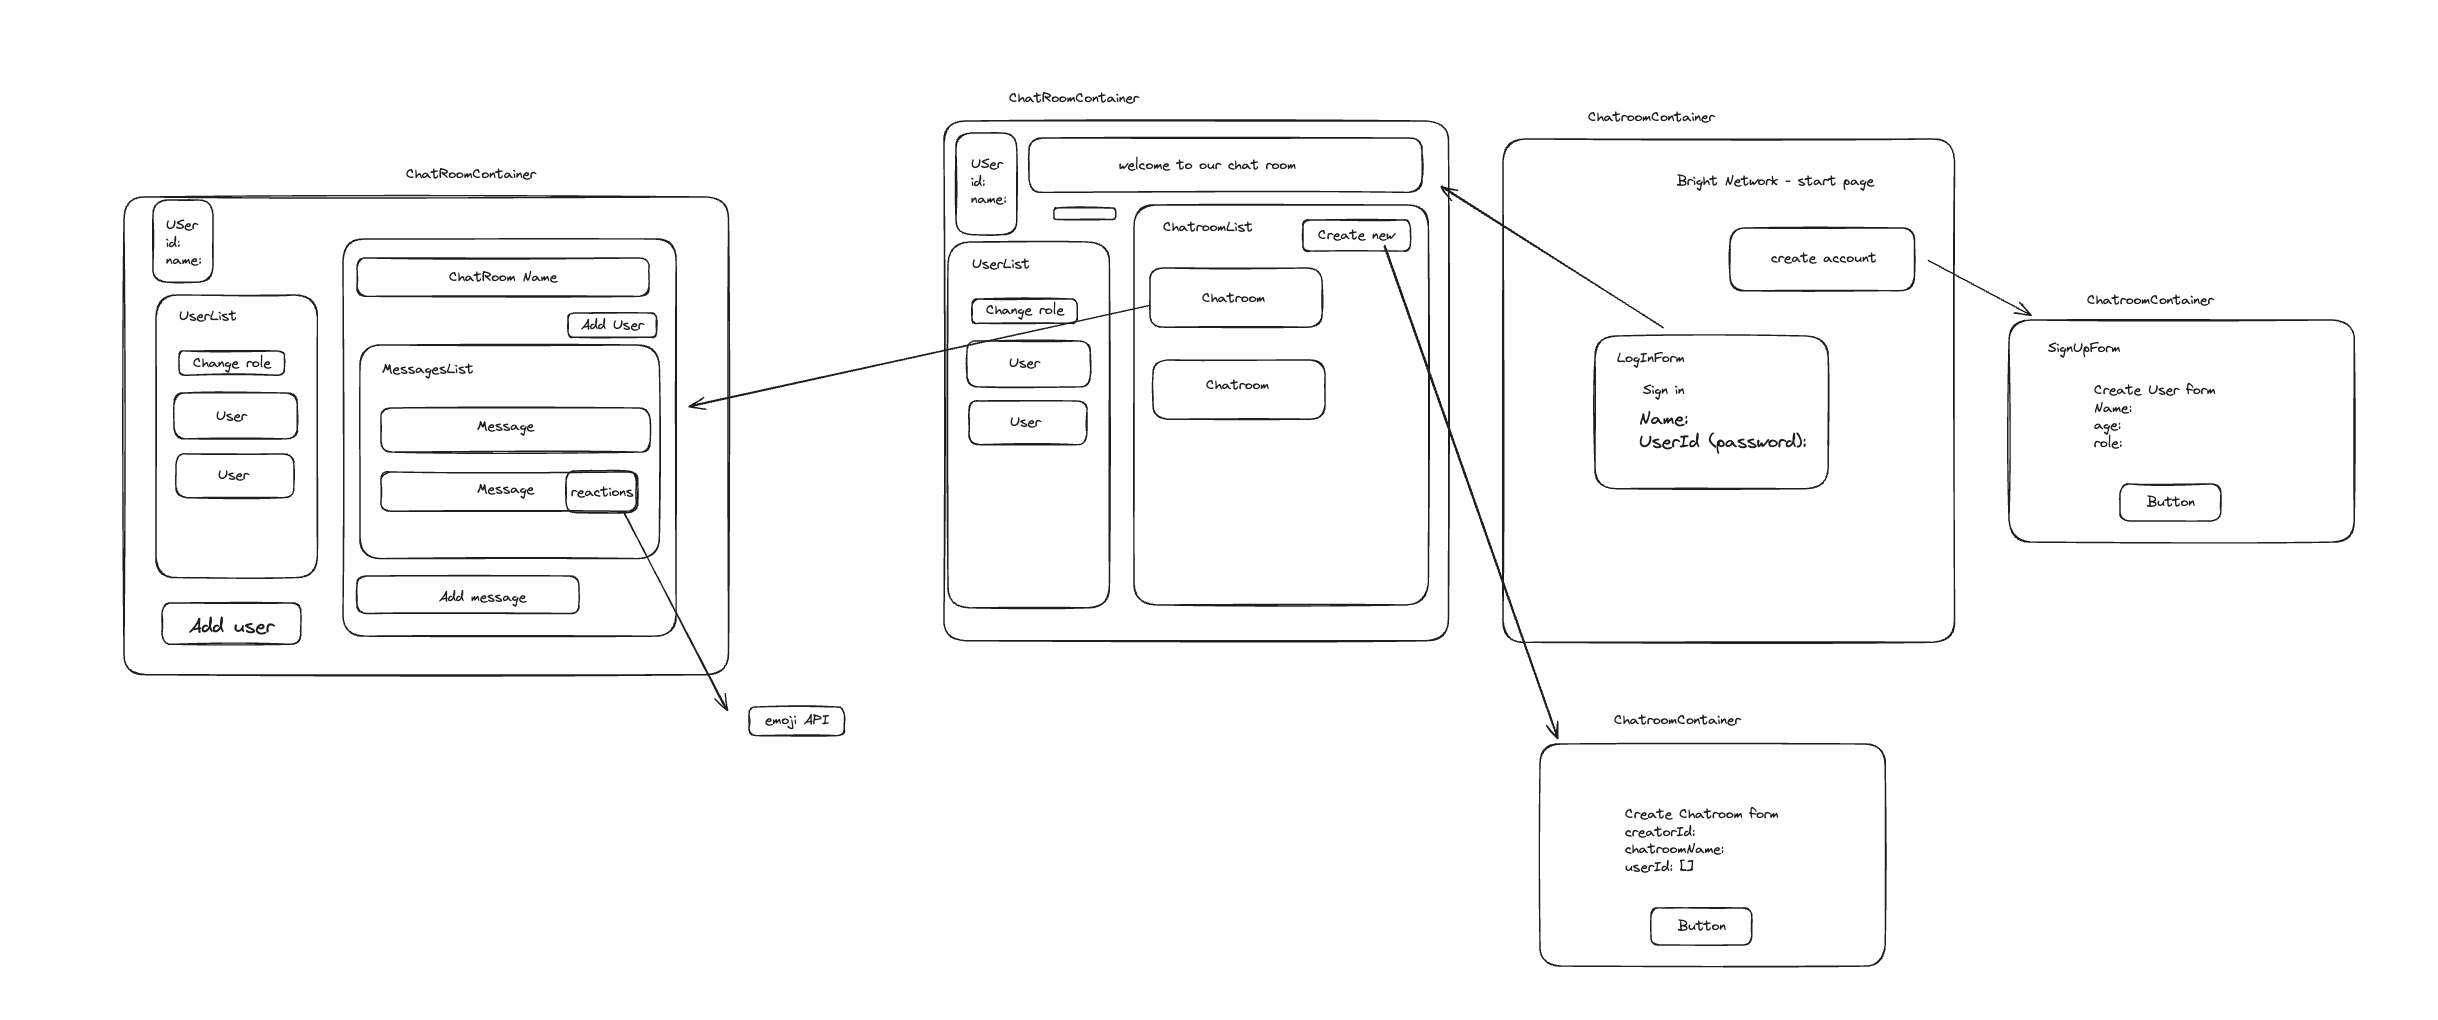 ChatRoomContainer
USer
id:
name:
UserList
Change role
User
User
Add user
ChatRoom Name
Add User
MessagesList
Message
Message
reactions
Add message
emoji API
ChatRoomContainer
USer
id:
name:
welcome to our chat room
UserList
Change role
User
User
ChatroomList
Create new
Chatroom
Chatroom
ChatroomContainer
Bright Network - start page
create account
LogInForm
Sign in
Name:
UserId (password):
ChatroomContainer
SignUpForm
Create User form
Name:
age:
role:
Button
ChatroomContainer
Create Chatroom form
creatorId:
chatroomName:
userId: []
Button